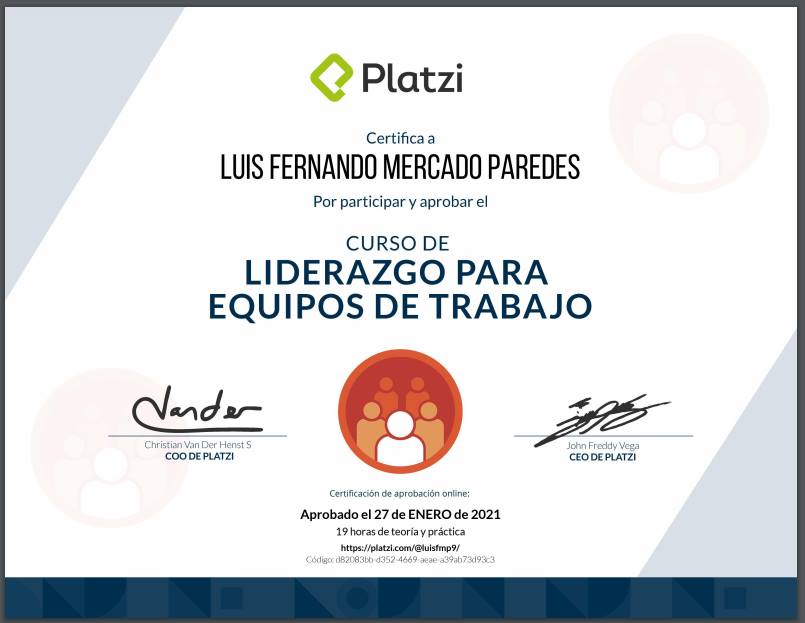 Platzi
Certifica a
LUIS FERNANDO MERCADO PAREDES
Por participar y aprobar el
CURSO DE
LIDERAZGO PARA
EQUIPOS DE TRABAJO
Vander
Christian Van Der Henst S
COO DE PLATZI
John Freddy Vega
CEO DE PLATZI
Certificación de aprobación online:
Aprobado el 27 de ENERO de 2021
19 horas de teoría y práctica
https://platzi.com/@luisfmp9/
Código: d82083bb-d352-4669-aeae-a39ab73d93c3